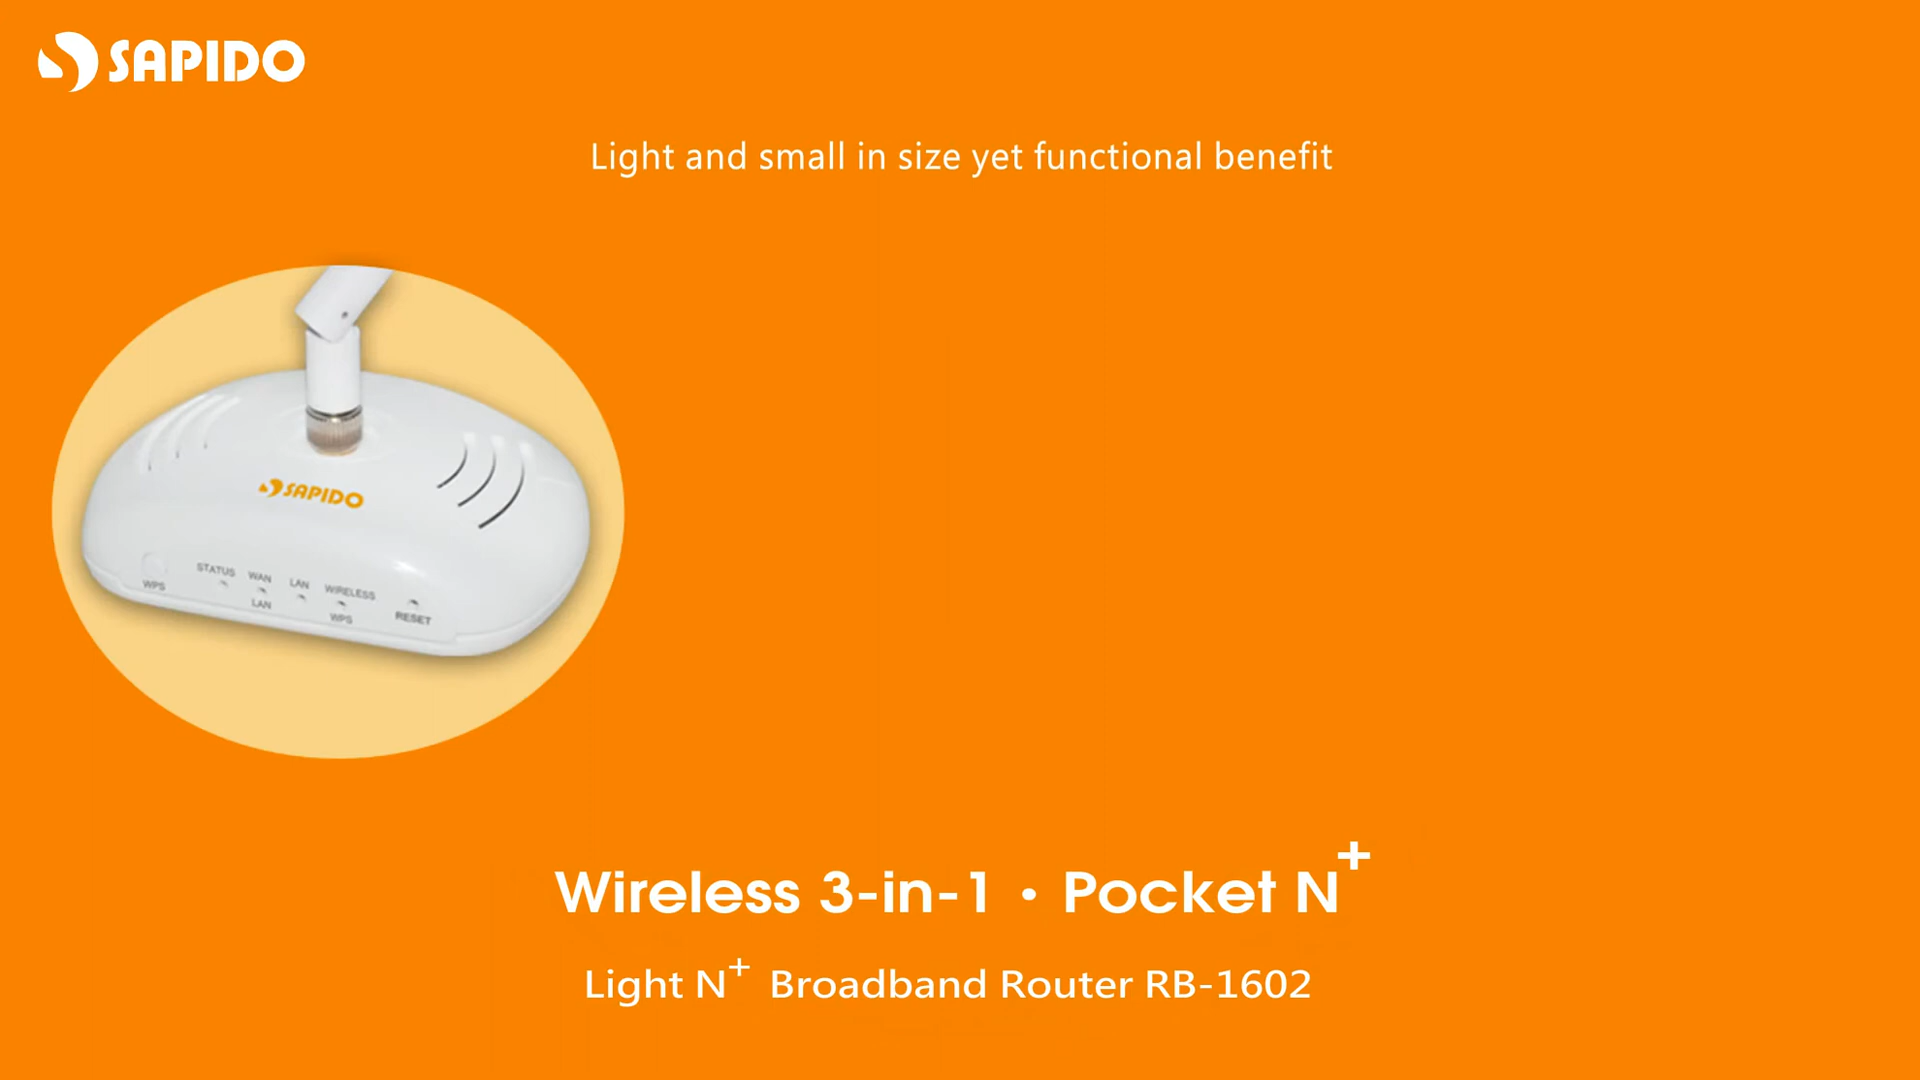 SAPIDO
Light and small in size yet functional benefit
SAPIDO
STATUS WAN LAN WIRELESS
WPS LAN WPS RESET
Wireless 3-in-1 • Pocket N+
Light N+ Broadband Router RB-1602